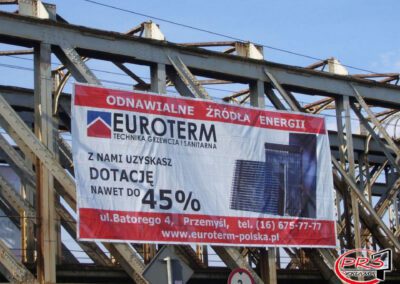 ODNAWIALNE ŹRÓDŁA ENERGII
EUROTERM
TECHNIKA GRZEWCZA I SANITARNA
Z NAMI UZYSKASZ
DOTACJĘ
NAWET DO 45%
ul.Batorego 4, Przemyśl, tel. (16) 675-77-77
www.euroterm-polska.pl
PRS